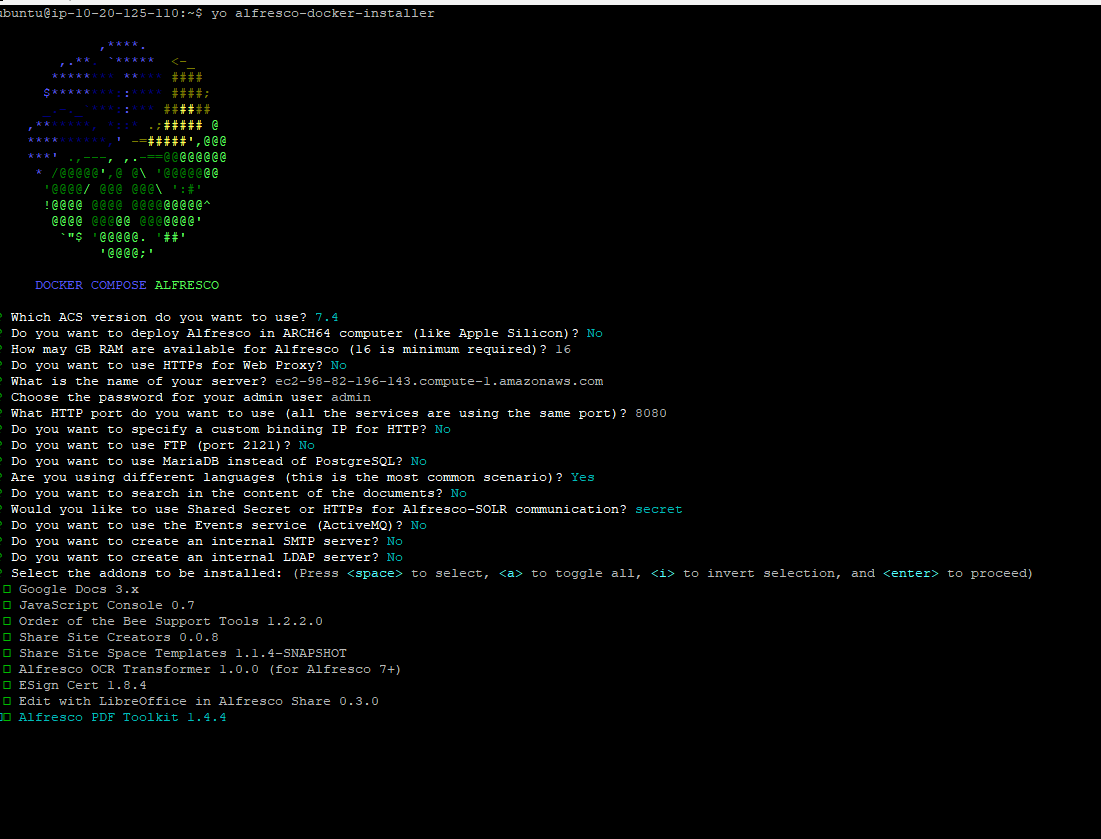 ubuntu@ip-10-20-125-110:~$ yo alfresco-docker-installer
DOCKER COMPOSE ALFRESCO
? Which ACS version do you want to use? 7.4
? Do you want to deploy Alfresco in ARCH64 computer (like Apple Silicon)? No
? How may GB RAM are available for Alfresco (16 is minimum required)? 16
? Do you want to use HTTPs for Web Proxy? No
? What is the name of your server? ec2-98-82-196-143.compute-1.amazonaws.com
? Choose the password for your admin user admin
? What HTTP port do you want to use (all the services are using the same port)? 8080
? Do you want to specify a custom binding IP for HTTP? No
? Do you want to use FTP (port 2121)? No
? Do you want to use MariaDB instead of PostgreSQL? No
? Are you using different languages (this is the most common scenario)? Yes
? Do you want to search in the content of the documents? No
? Would you like to use Shared Secret or HTTPs for Alfresco-SOLR communication? secret
? Do you want to use the Events service (ActiveMQ)? No
? Do you want to create an internal SMTP server? No
? Do you want to create an internal LDAP server? No
? Select the addons to be installed: (Press <space> to select, <a> to toggle all, <i> to invert selection, and <enter> to proceed)
Google Docs 3.x
JavaScript Console 0.7
Order of the Bee Support Tools 1.2.2.0
Share Site Creators 0.0.8
Share Site Space Templates 1.1.4-SNAPSHOT
Alfresco OCR Transformer 1.0.0 (for Alfresco 7+)
ESign Cert 1.8.4
Edit with LibreOffice in Alfresco Share 0.3.0
Alfresco PDF Toolkit 1.4.4